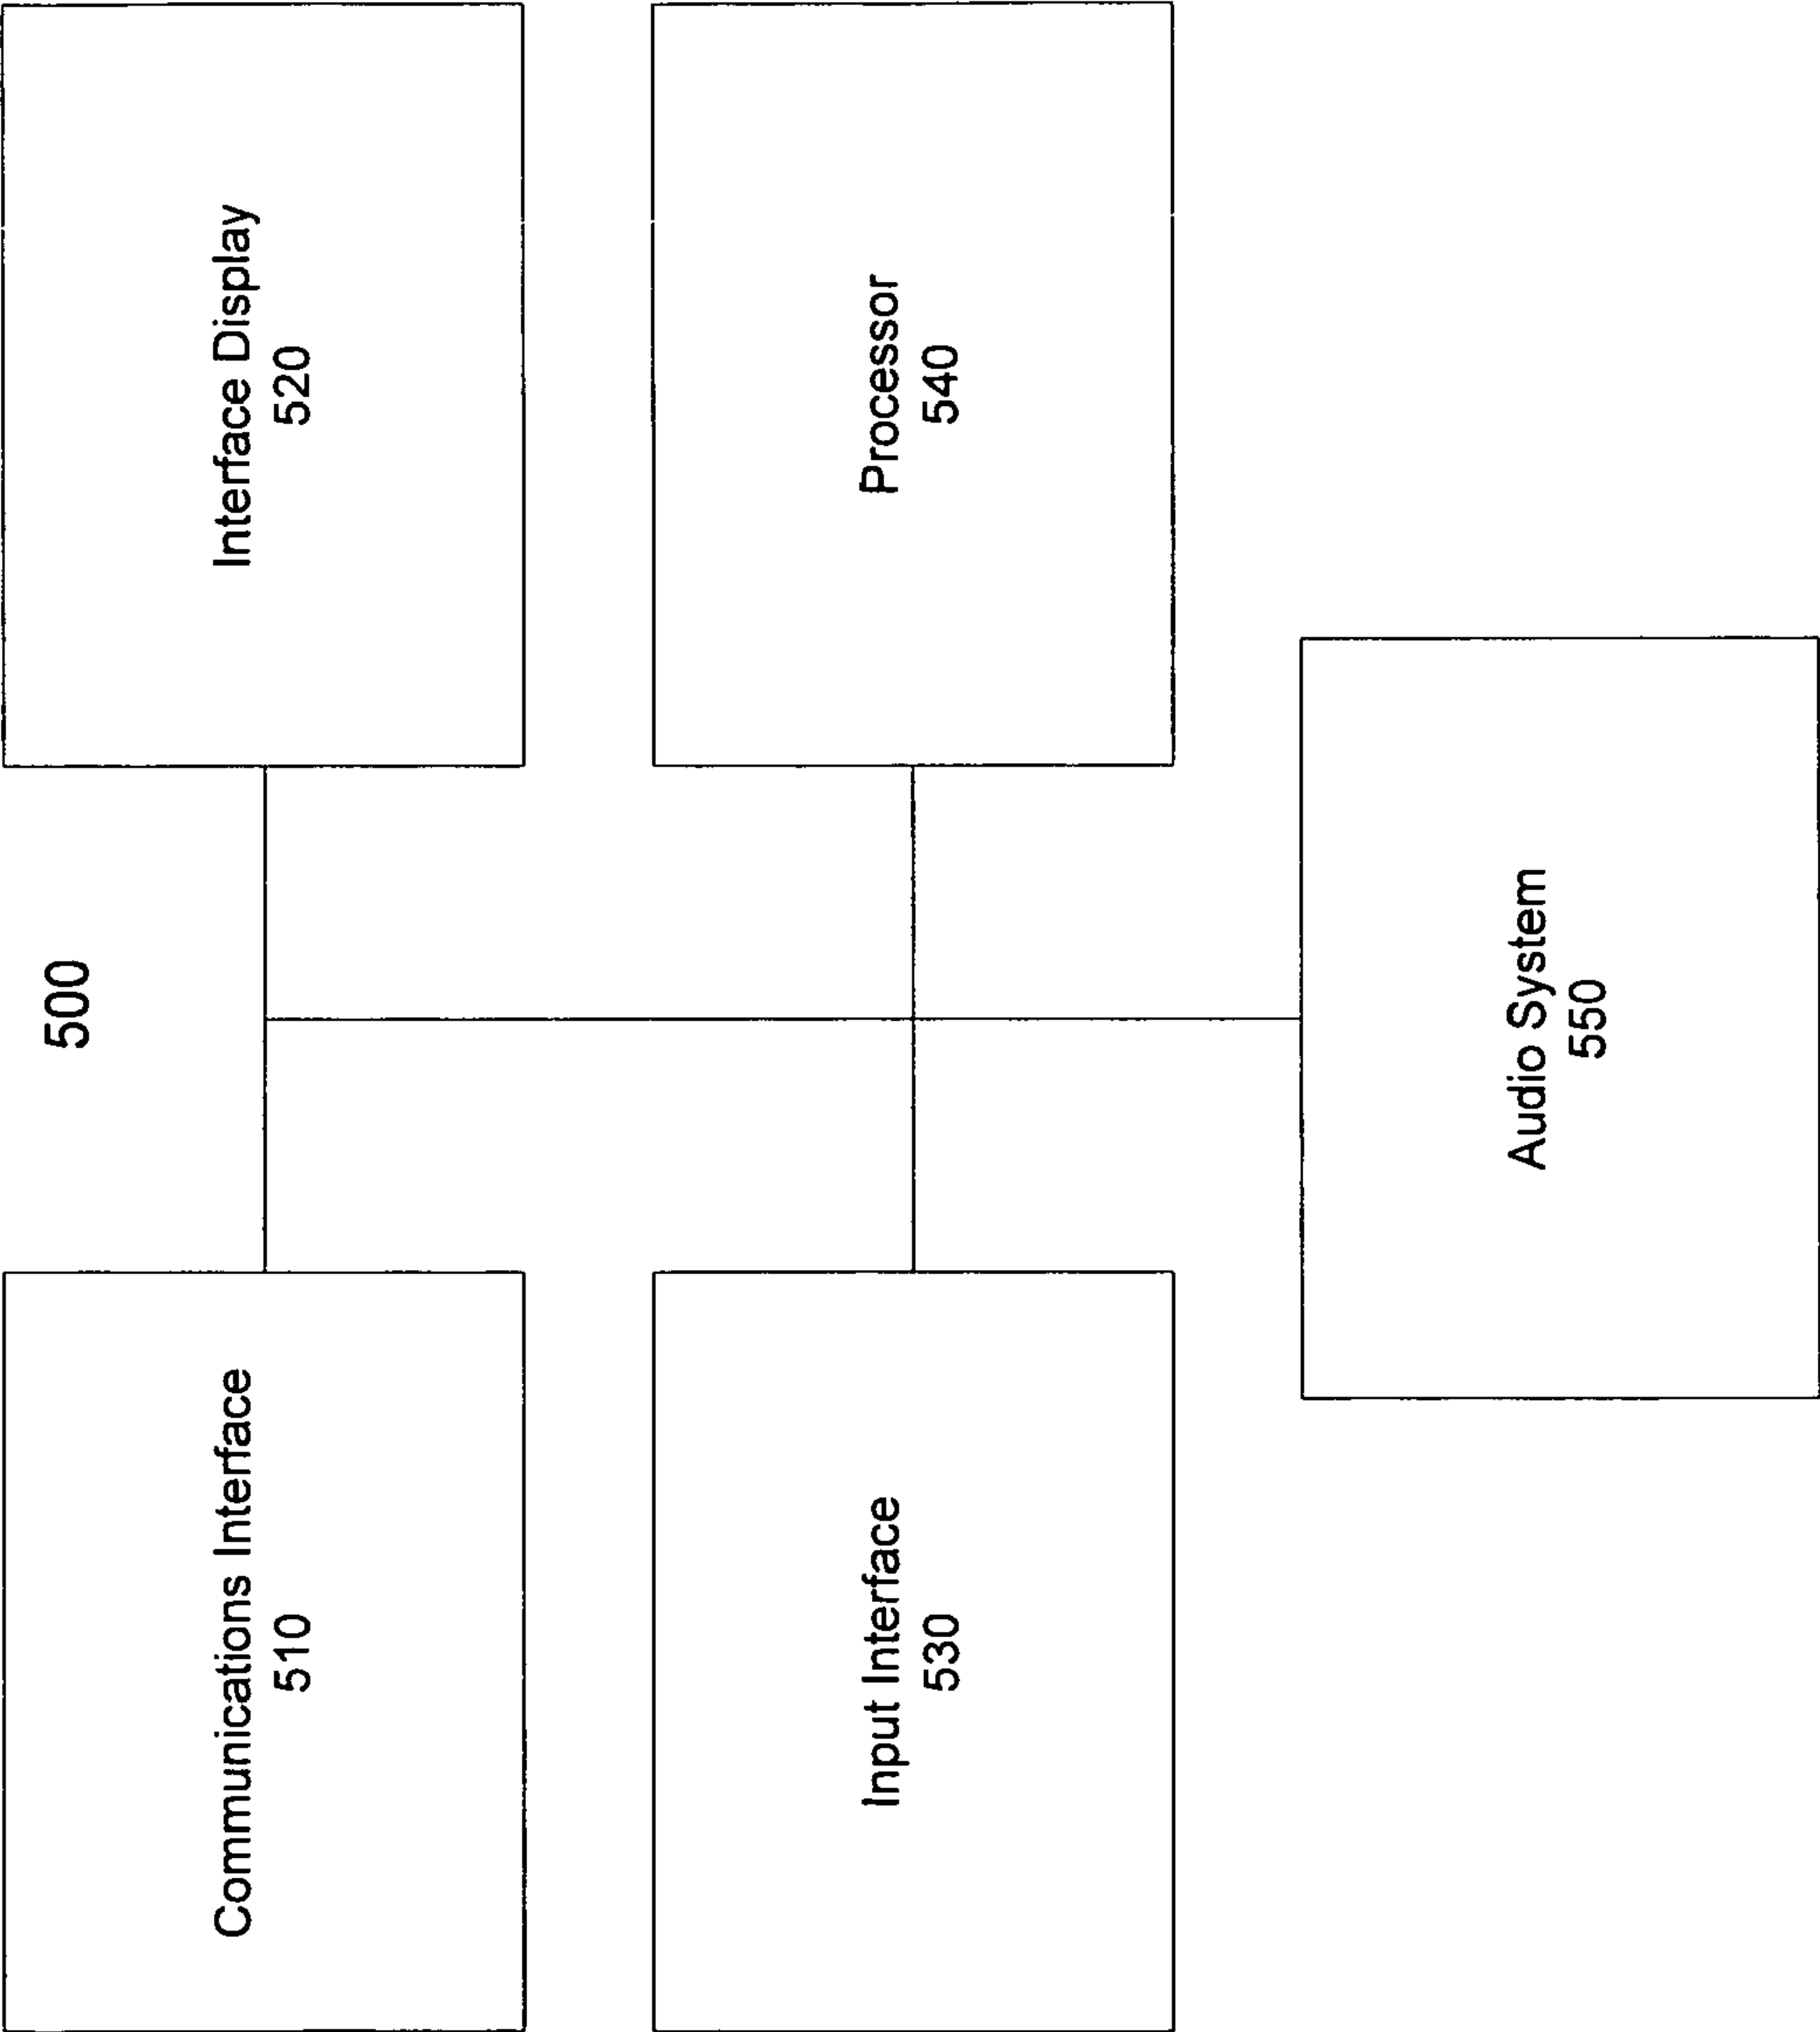 500
Communications Interface
510
Interface Display
520
Input Interface
530
Processor
540
Audio System
550